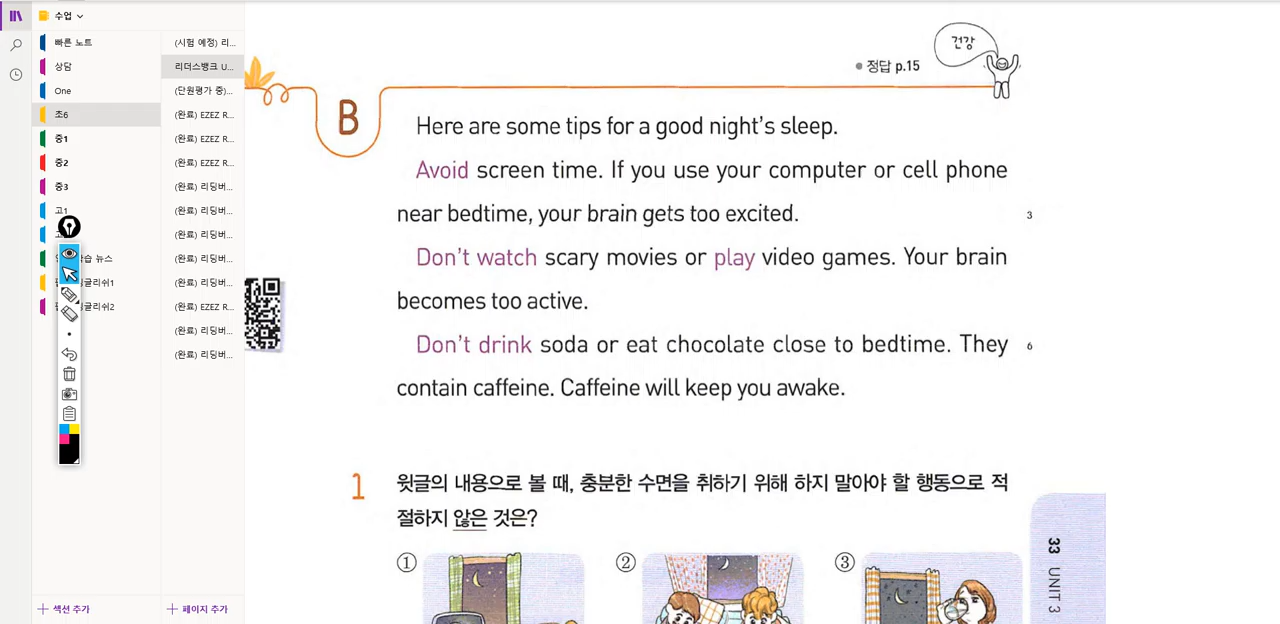 수업
빠른 노트
상담
One
초6
중1
중2
중3
고1
습 뉴스
글리쉬1
글리쉬2
섹션 추가
(시험 예정) 리...
리더스뱅크 U...
(단원평가 중)...
(완료) EZEZ R...
(완료) EZEZ R...
(완료) EZEZ R...
(완료) 리딩버...
(완료) 리딩버...
(완료) 리딩버...
(완료) 리딩버...
(완료) 리딩버...
(완료) EZEZ R...
(완료) 리딩버...
(완료) 리딩버...
페이지 추가
건강
정답 p.15
B
Here are some tips for a good night's sleep.
Avoid screen time. If you use your computer or cell phone
near bedtime, your brain gets too excited.
3
Don't watch scary movies or play video games. Your brain
becomes too active.
Don't drink soda or eat chocolate close to bedtime. They
6
contain caffeine. Caffeine will keep you awake.
1 윗글의 내용으로 볼 때, 충분한 수면을 취하기 위해 하지 말아야 할 행동으로 적
절하지 않은 것은?
① ② ③
33 UNIT 3